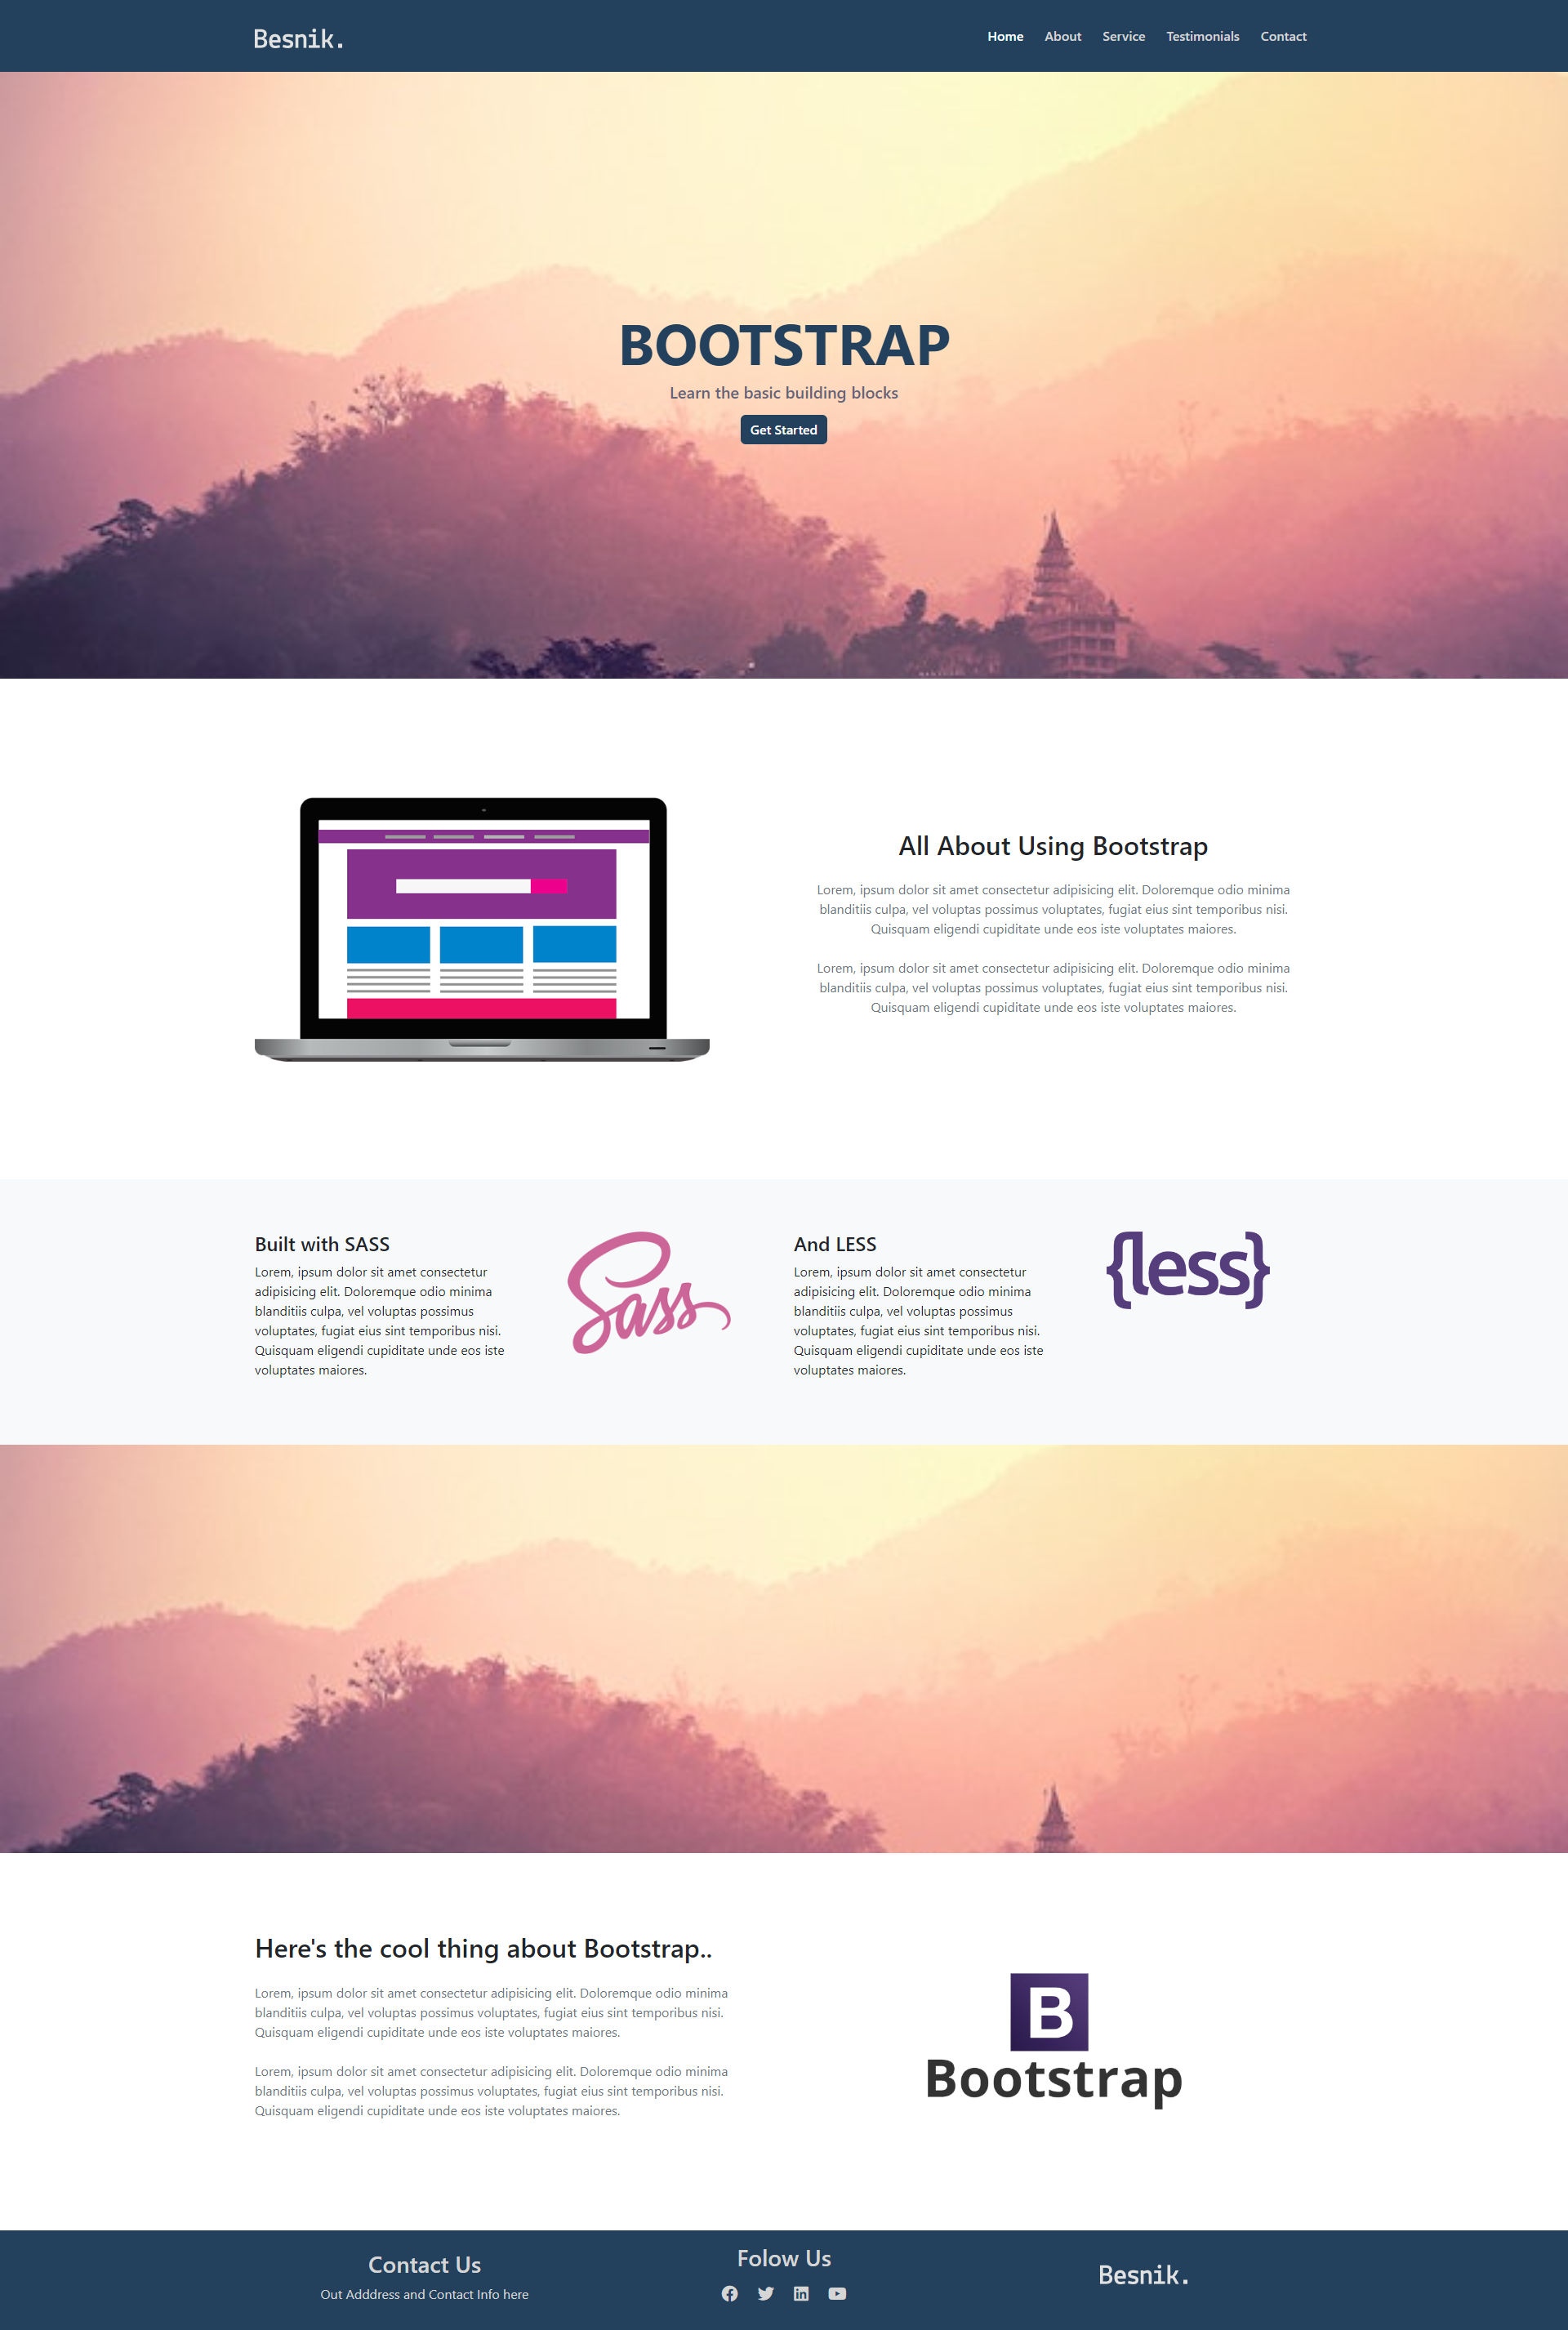 Besnik.
Home About Service Testimonials Contact
BOOTSTRAP
Learn the basic building blocks
Get Started
All About Using Bootstrap
Lorem, ipsum dolor sit amet consectetur adipisicing elit. Doloremque odio minima
blanditiis culpa, vel voluptas possimus voluptates, fugiat eius sint temporibus nisi.
Quisquam eligendi cupiditate unde eos iste voluptates maiores.
Lorem, ipsum dolor sit amet consectetur adipisicing elit. Doloremque odio minima
blanditiis culpa, vel voluptas possimus voluptates, fugiat eius sint temporibus nisi.
Quisquam eligendi cupiditate unde eos iste voluptates maiores.
Built with SASS
Lorem, ipsum dolor sit amet consectetur
adipisicing elit. Doloremque odio minima
blanditiis culpa, vel voluptas possimus
voluptates, fugiat eius sint temporibus nisi.
Quisquam eligendi cupiditate unde eos iste
voluptates maiores.
Sass
And LESS
Lorem, ipsum dolor sit amet consectetur
adipisicing elit. Doloremque odio minima
blanditiis culpa, vel voluptas possimus
voluptates, fugiat eius sint temporibus nisi.
Quisquam eligendi cupiditate unde eos iste
voluptates maiores.
{less}
Here's the cool thing about Bootstrap..
Lorem, ipsum dolor sit amet consectetur adipisicing elit. Doloremque odio minima
blanditiis culpa, vel voluptas possimus voluptates, fugiat eius sint temporibus nisi.
Quisquam eligendi cupiditate unde eos iste voluptates maiores.
Lorem, ipsum dolor sit amet consectetur adipisicing elit. Doloremque odio minima
blanditiis culpa, vel voluptas possimus voluptates, fugiat eius sint temporibus nisi.
Quisquam eligendi cupiditate unde eos iste voluptates maiores.
B
Bootstrap
Contact Us
Out Adddress and Contact Info here
Folow Us
Besnik.